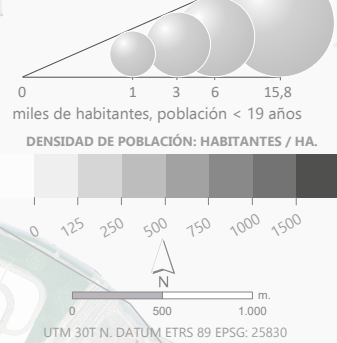 0 1 3 6 15,8
miles de habitantes, población < 19 años
DENSIDAD DE POBLACIÓN: HABITANTES / HA.
0 125 250 500 750 1000 1500
N
m.
0 500 1.000
UTM 30T N. DATUM ETRS 89 EPSG: 25830